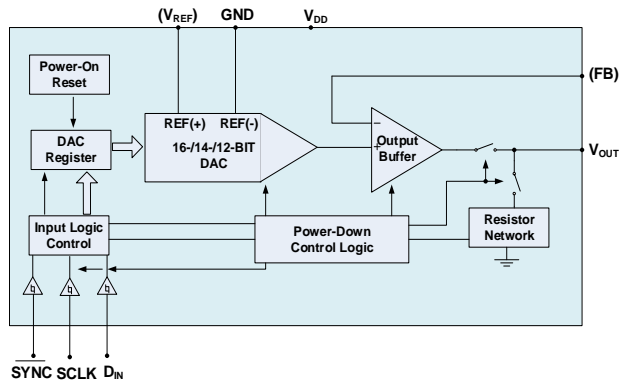 (VREF) GND VDD
Power-On
Reset
(FB)
REF(+) REF(-)
16-/14-/12-BIT
DAC
DAC
Register
−
+
Output
Buffer
VOUT
Input Logic
Control
Power-Down
Control Logic
Resistor
Network
SYNC SCLK DIN